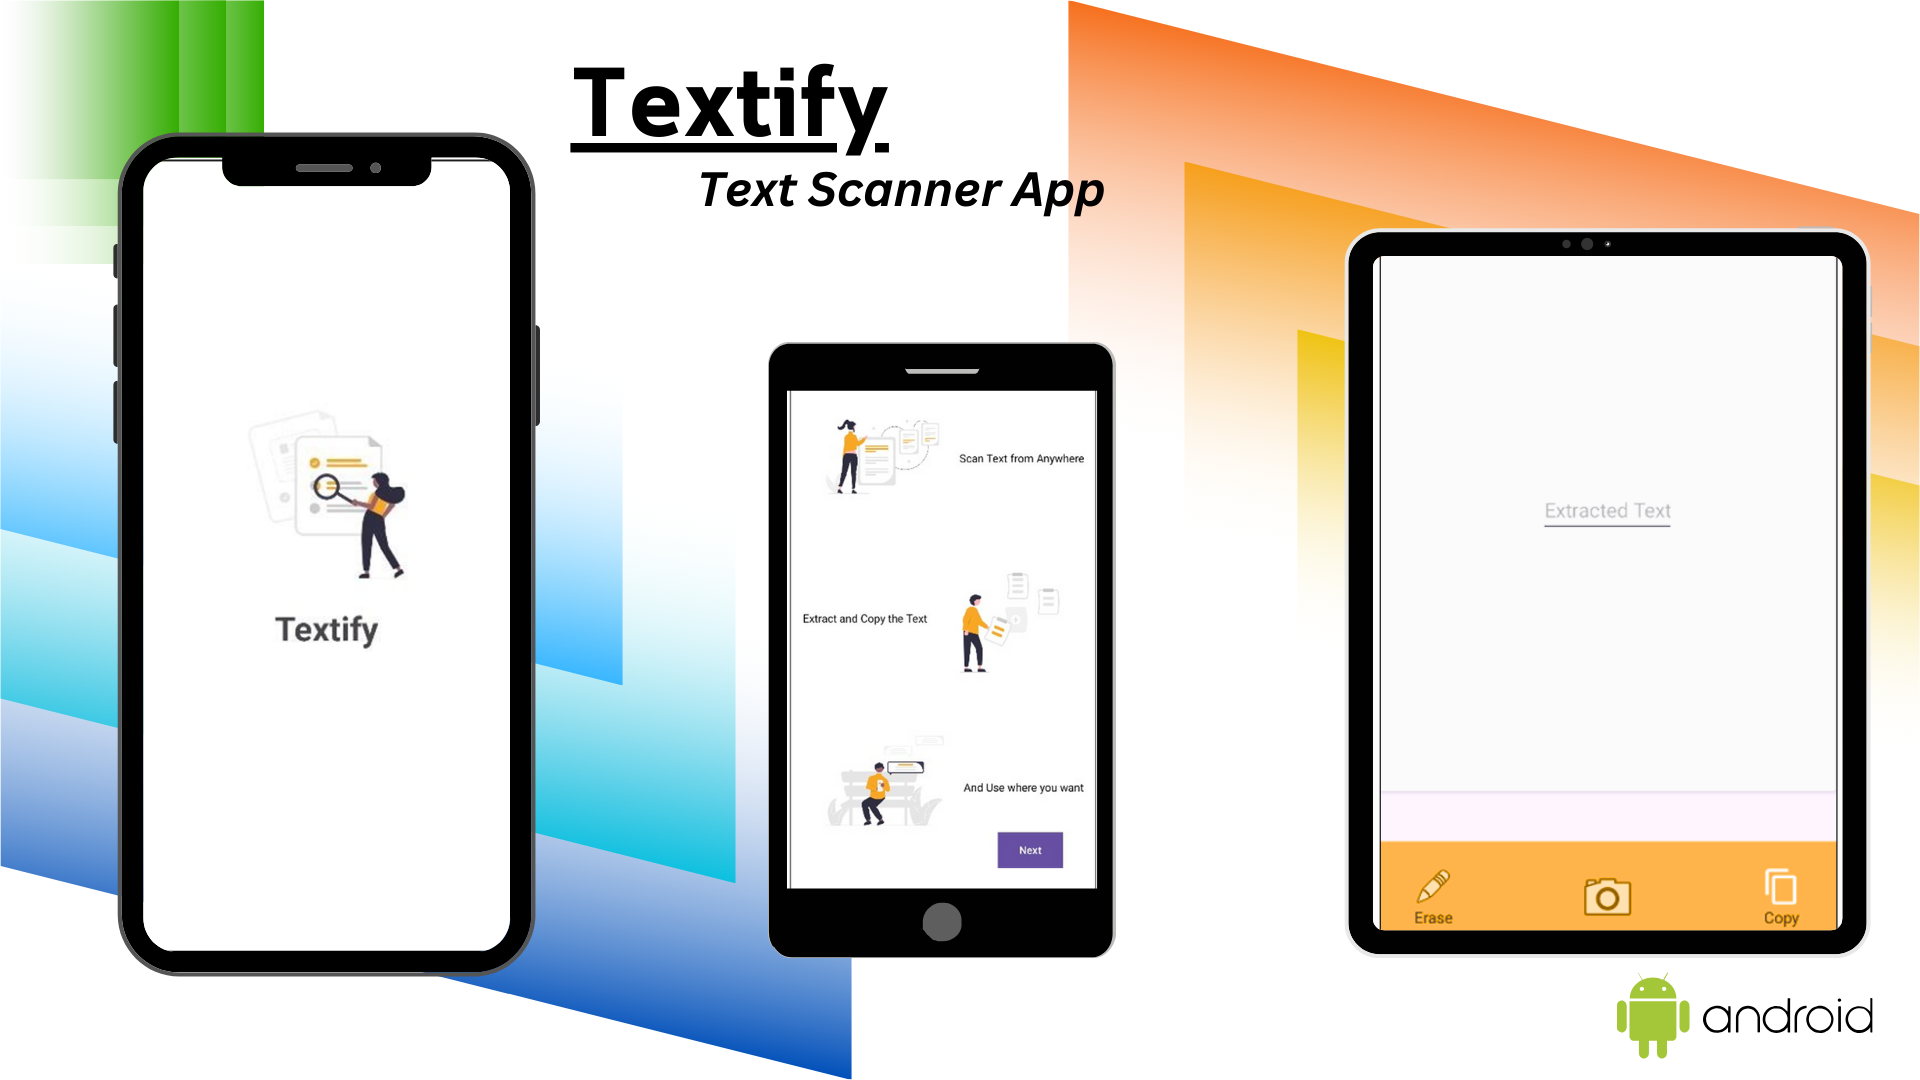 Textify
Text Scanner App
Textify
Scan Text from Anywhere
Extract and Copy the Text
And Use where you want
Next
Extracted Text
Erase
Copy
android